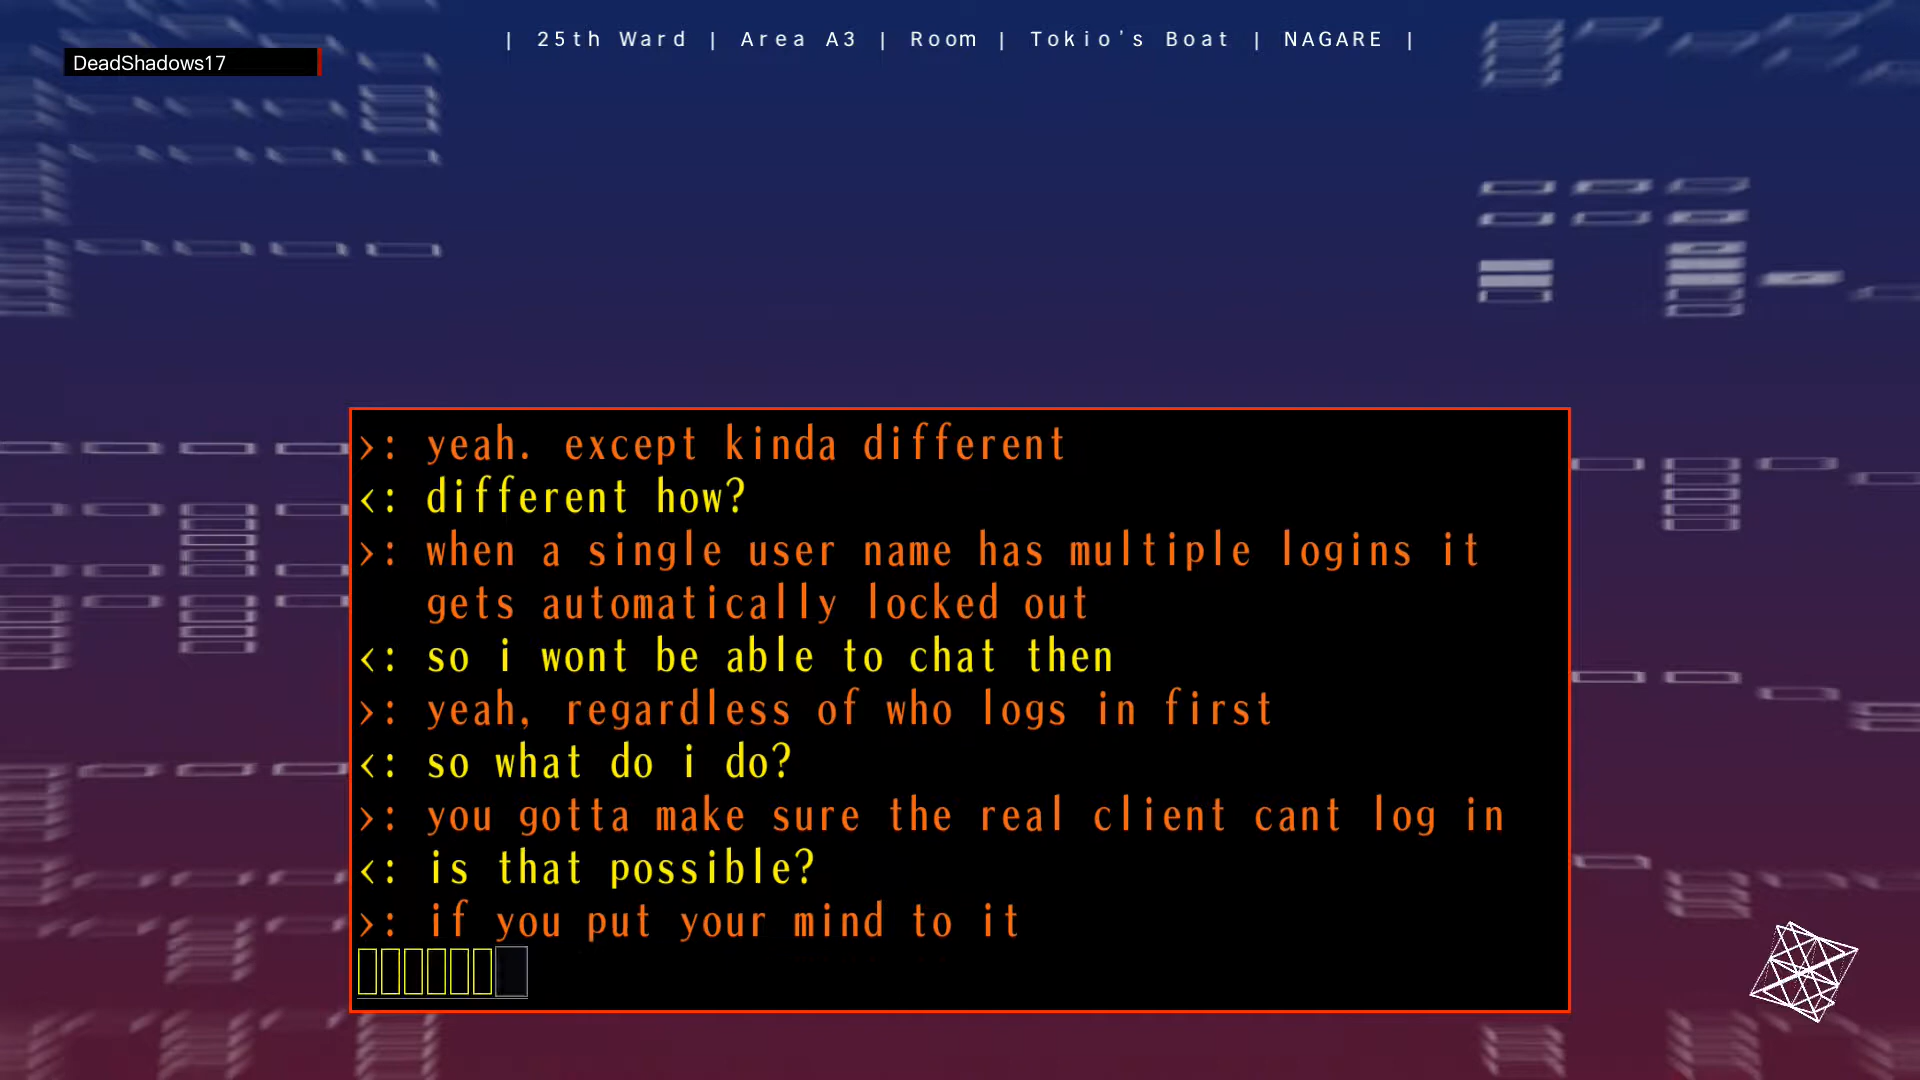 | 25th Ward | Area A3 | Room | Tokio's Boat | NAGARE |
DeadShadows17
>: yeah. except kinda different
<: different how?
>: when a single user name has multiple logins it
gets automatically locked out
<: so i wont be able to chat then
>: yeah, regardless of who logs in first
<: so what do i do?
>: you gotta make sure the real client cant log in
<: is that possible?
>: if you put your mind to it